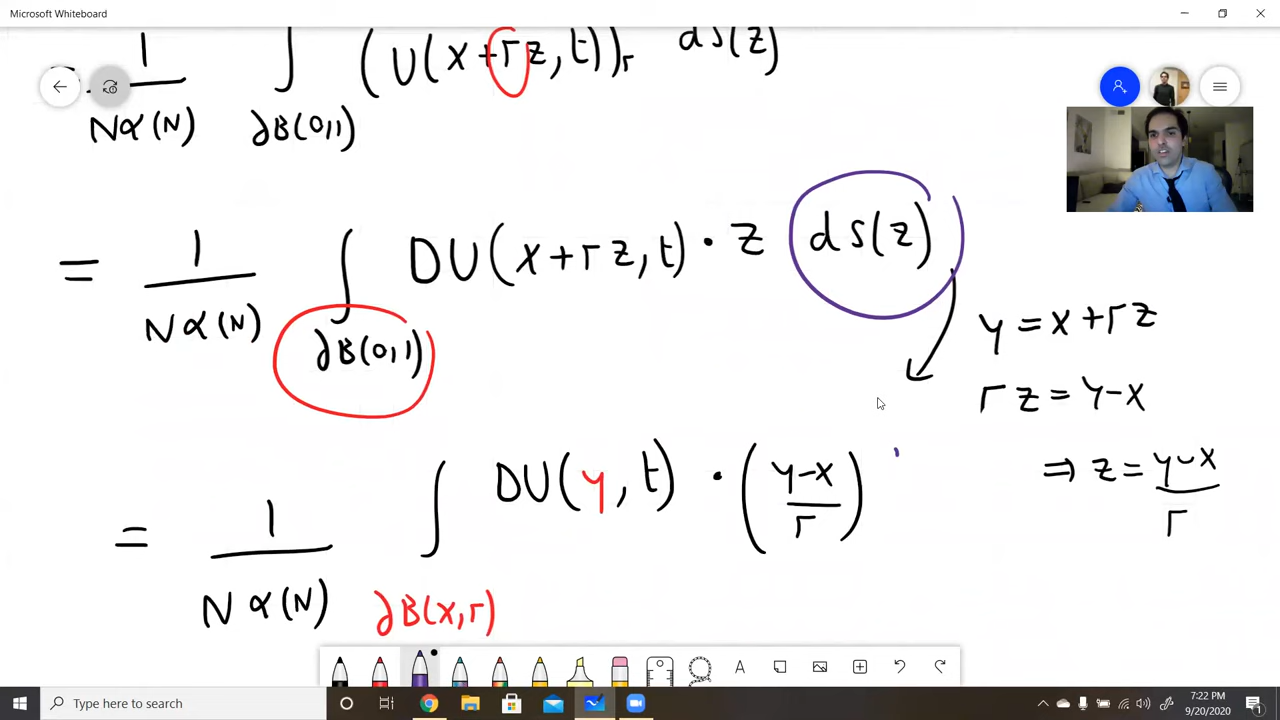 Microsoft Whiteboard
= 1/(Nα(N)) ∫ (U(x+rz,t))ᵣ dS(z)
∂B(0,1)
= 1/(Nα(N)) ∫ DU(x+rz,t) · z dS(z)
∂B(0,1)
y = x+rz
rz = y-x
⇒ z = (y-x)/r
= 1/(Nα(N)) ∫ DU(y,t) · ((y-x)/r)
∂B(x,r)
A
Type here to search
7:22 PM
9/20/2020